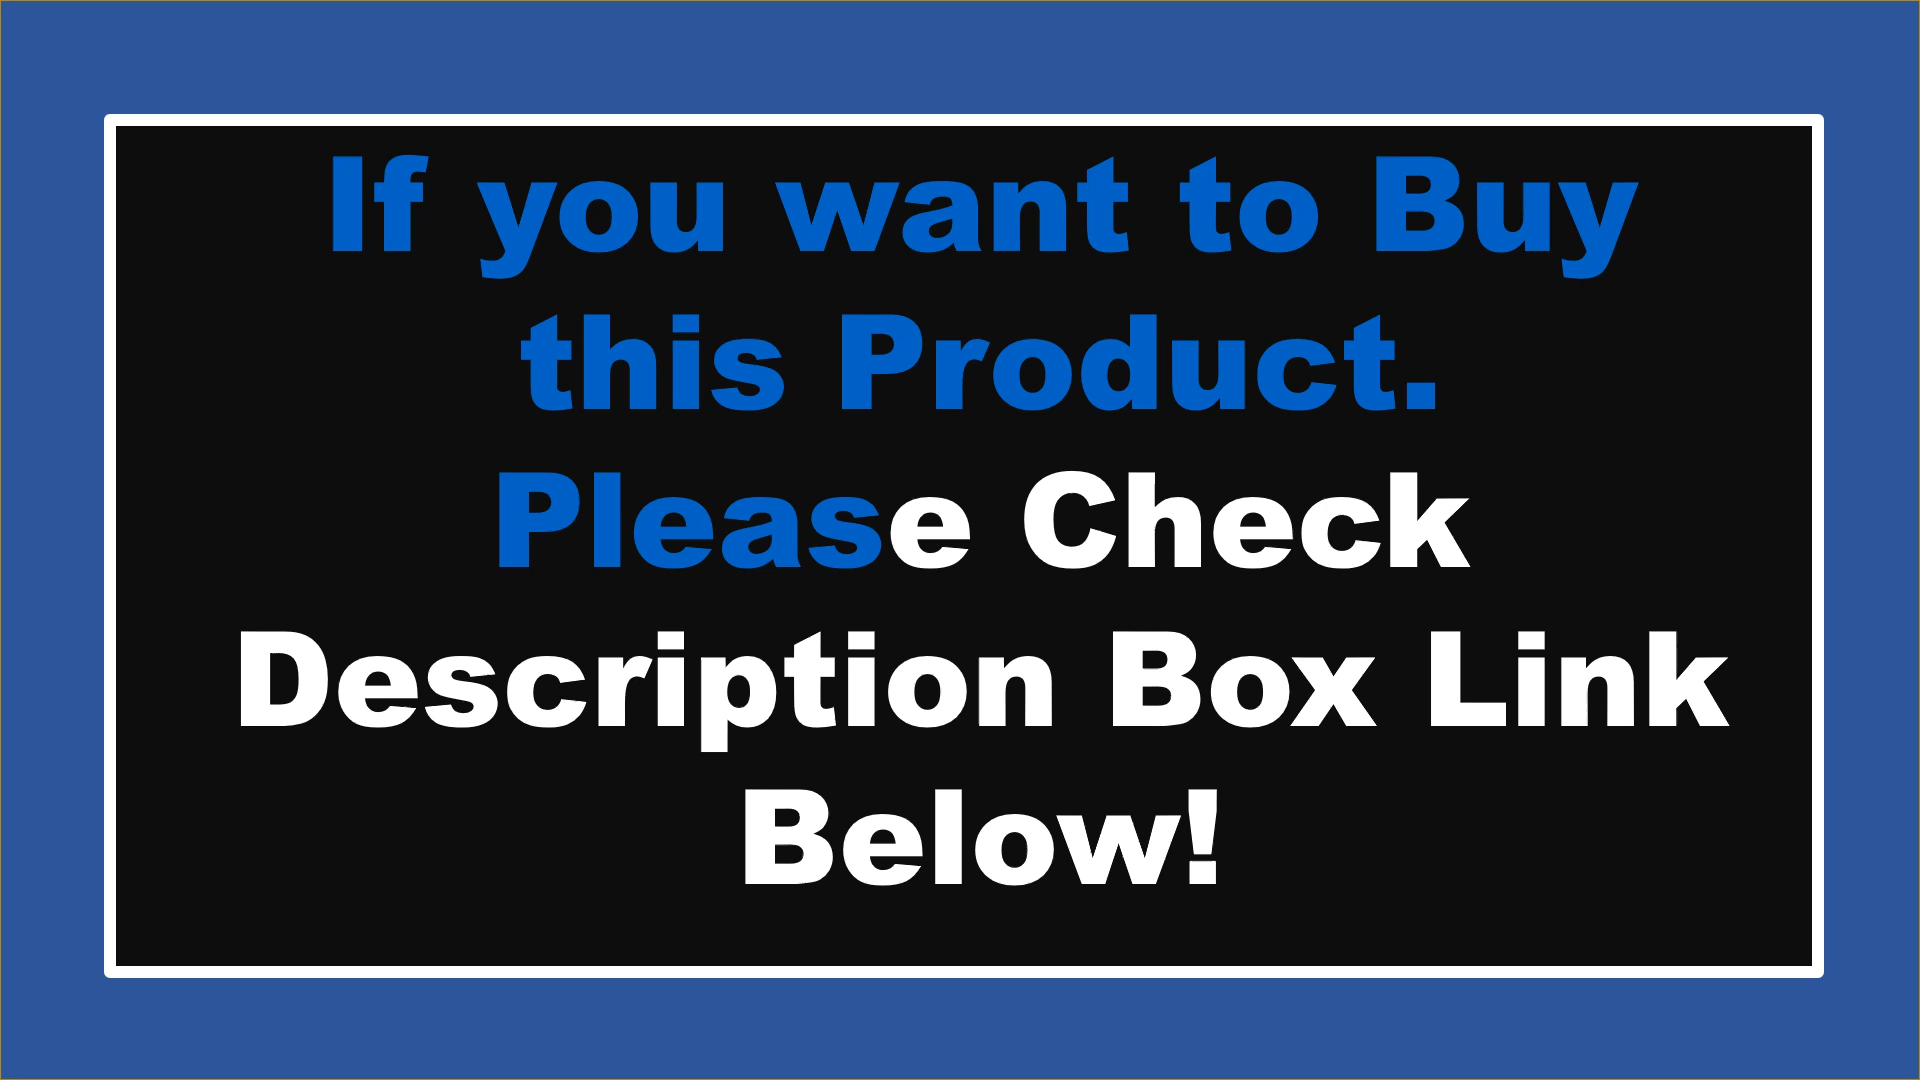 If you want to Buy
this Product.
Please Check
Description Box Link
Below!